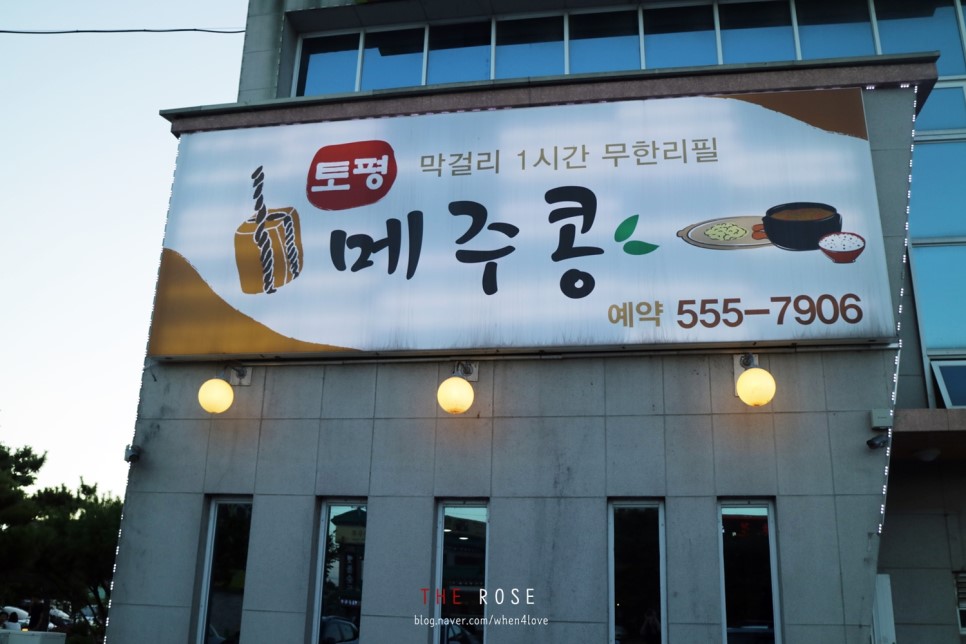 토평
막걸리 1시간 무한리필
메주콩
예약 555-7906
THE ROSE
blog.naver.com/when4love